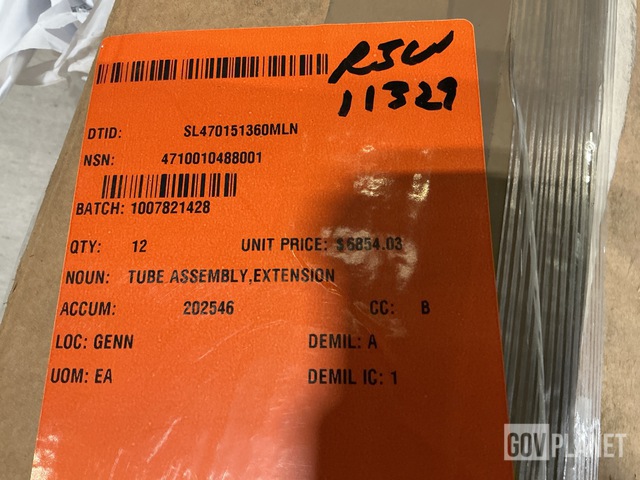 RJW
11329
DTID: SL470151360MLN
NSN: 4710010488001
BATCH: 1007821428
QTY: 12 UNIT PRICE: $6854.03
NOUN: TUBE ASSEMBLY,EXTENSION
ACCUM: 202546 CC: B
LOC: GENN DEMIL: A
UOM: EA DEMIL IC: 1
GOVPLANET